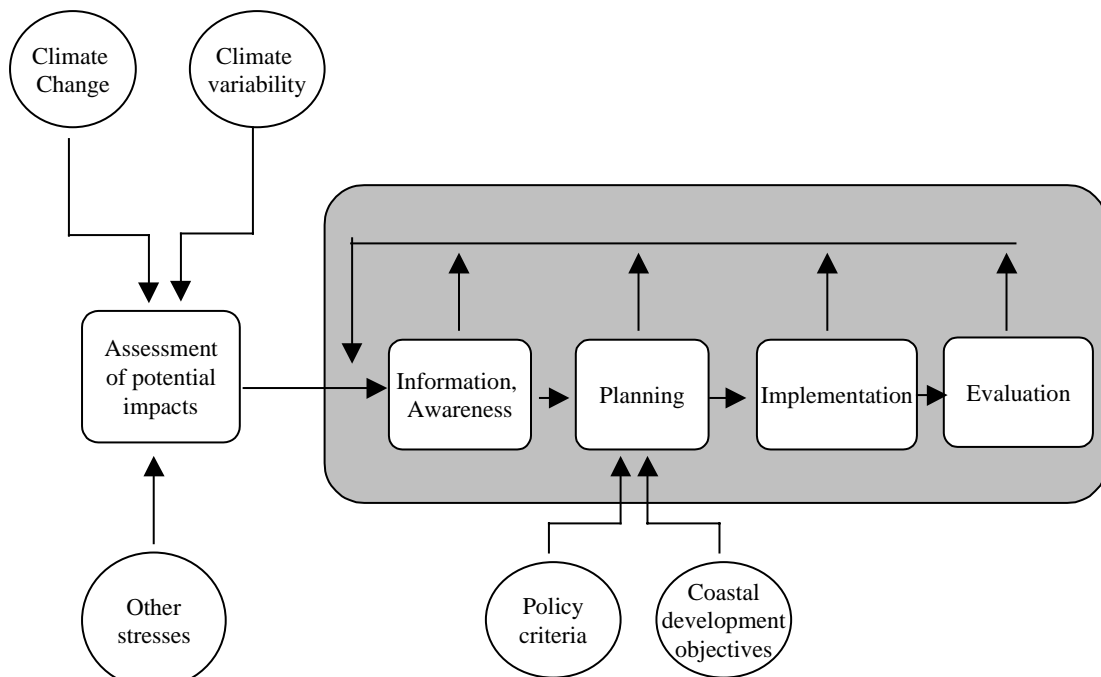 Climate
Change
Climate
variability
Assessment
of potential
impacts
Information,
Awareness
Planning
Implementation
Evaluation
Other
stresses
Policy
criteria
Coastal
development
objectives